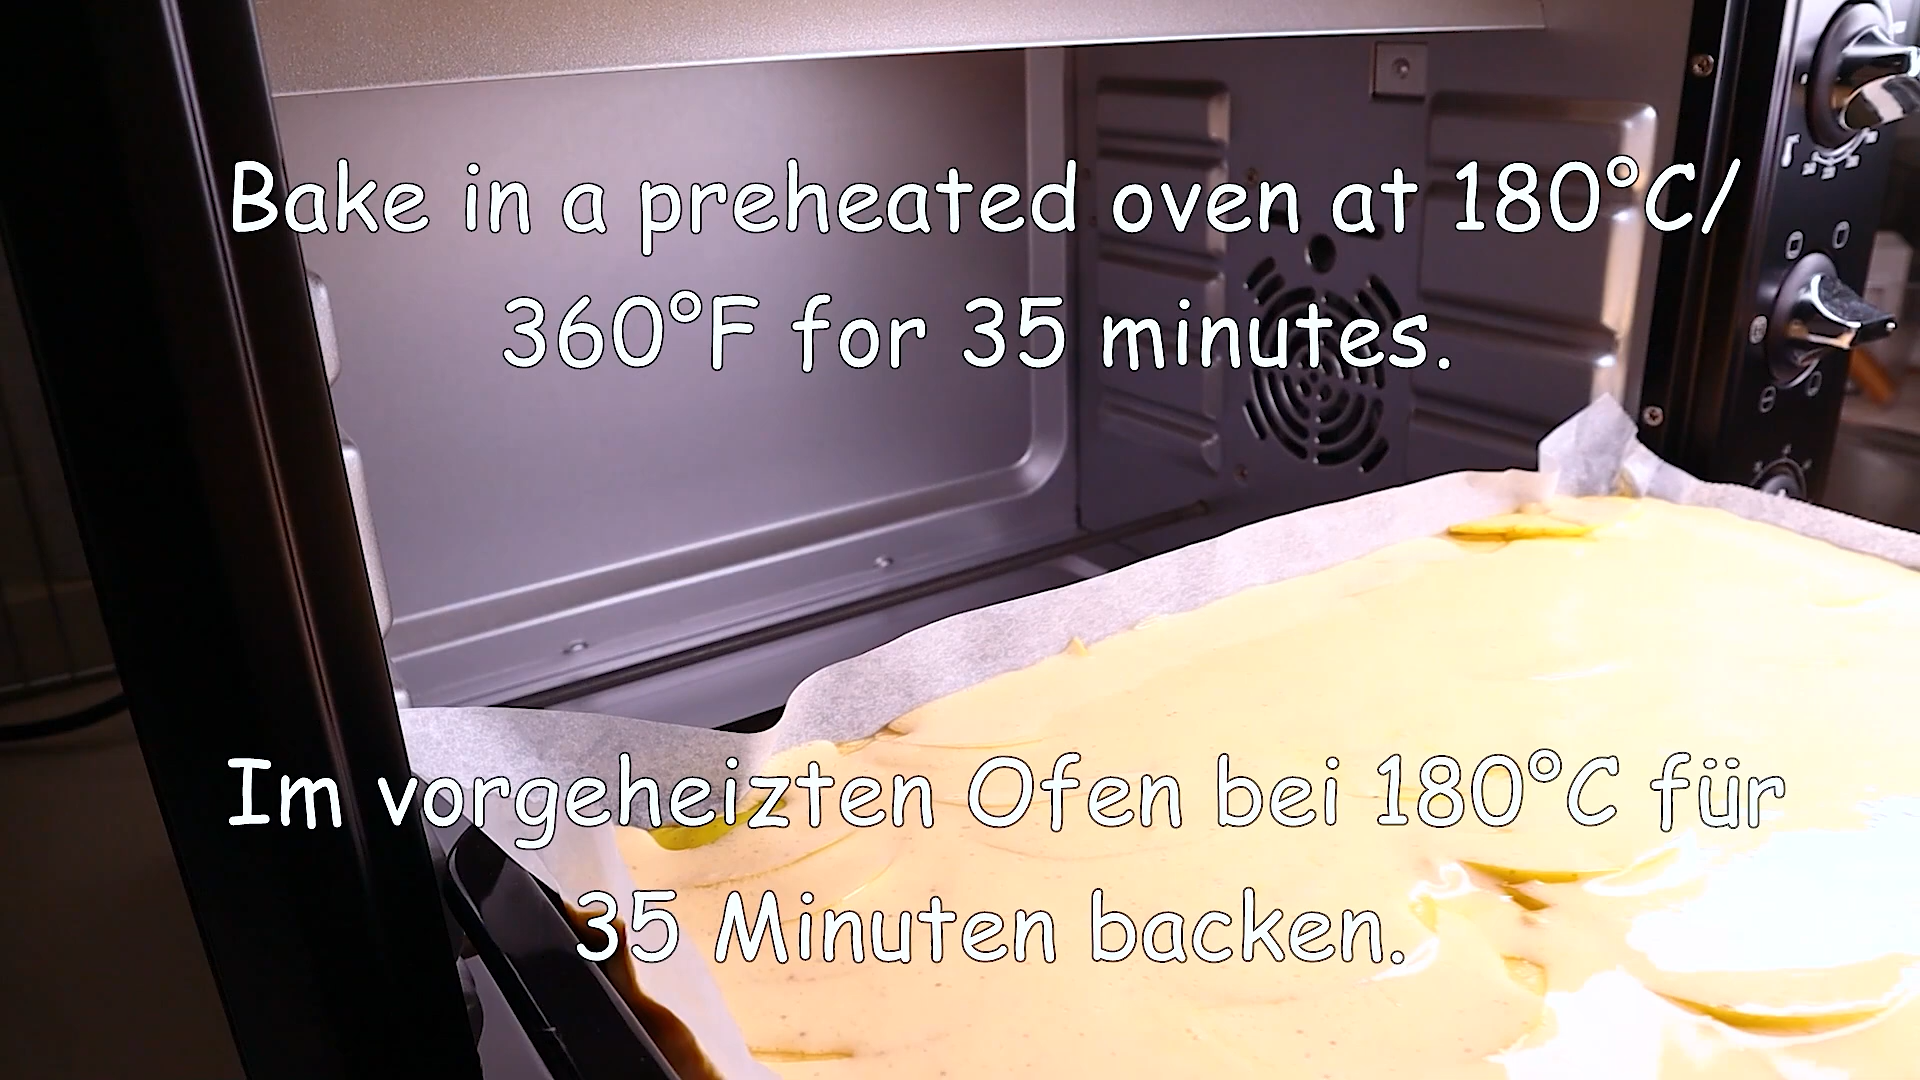 Bake in a preheated oven at 180°C/
360°F for 35 minutes.
Im vorgeheizten Ofen bei 180°C für
35 Minuten backen.